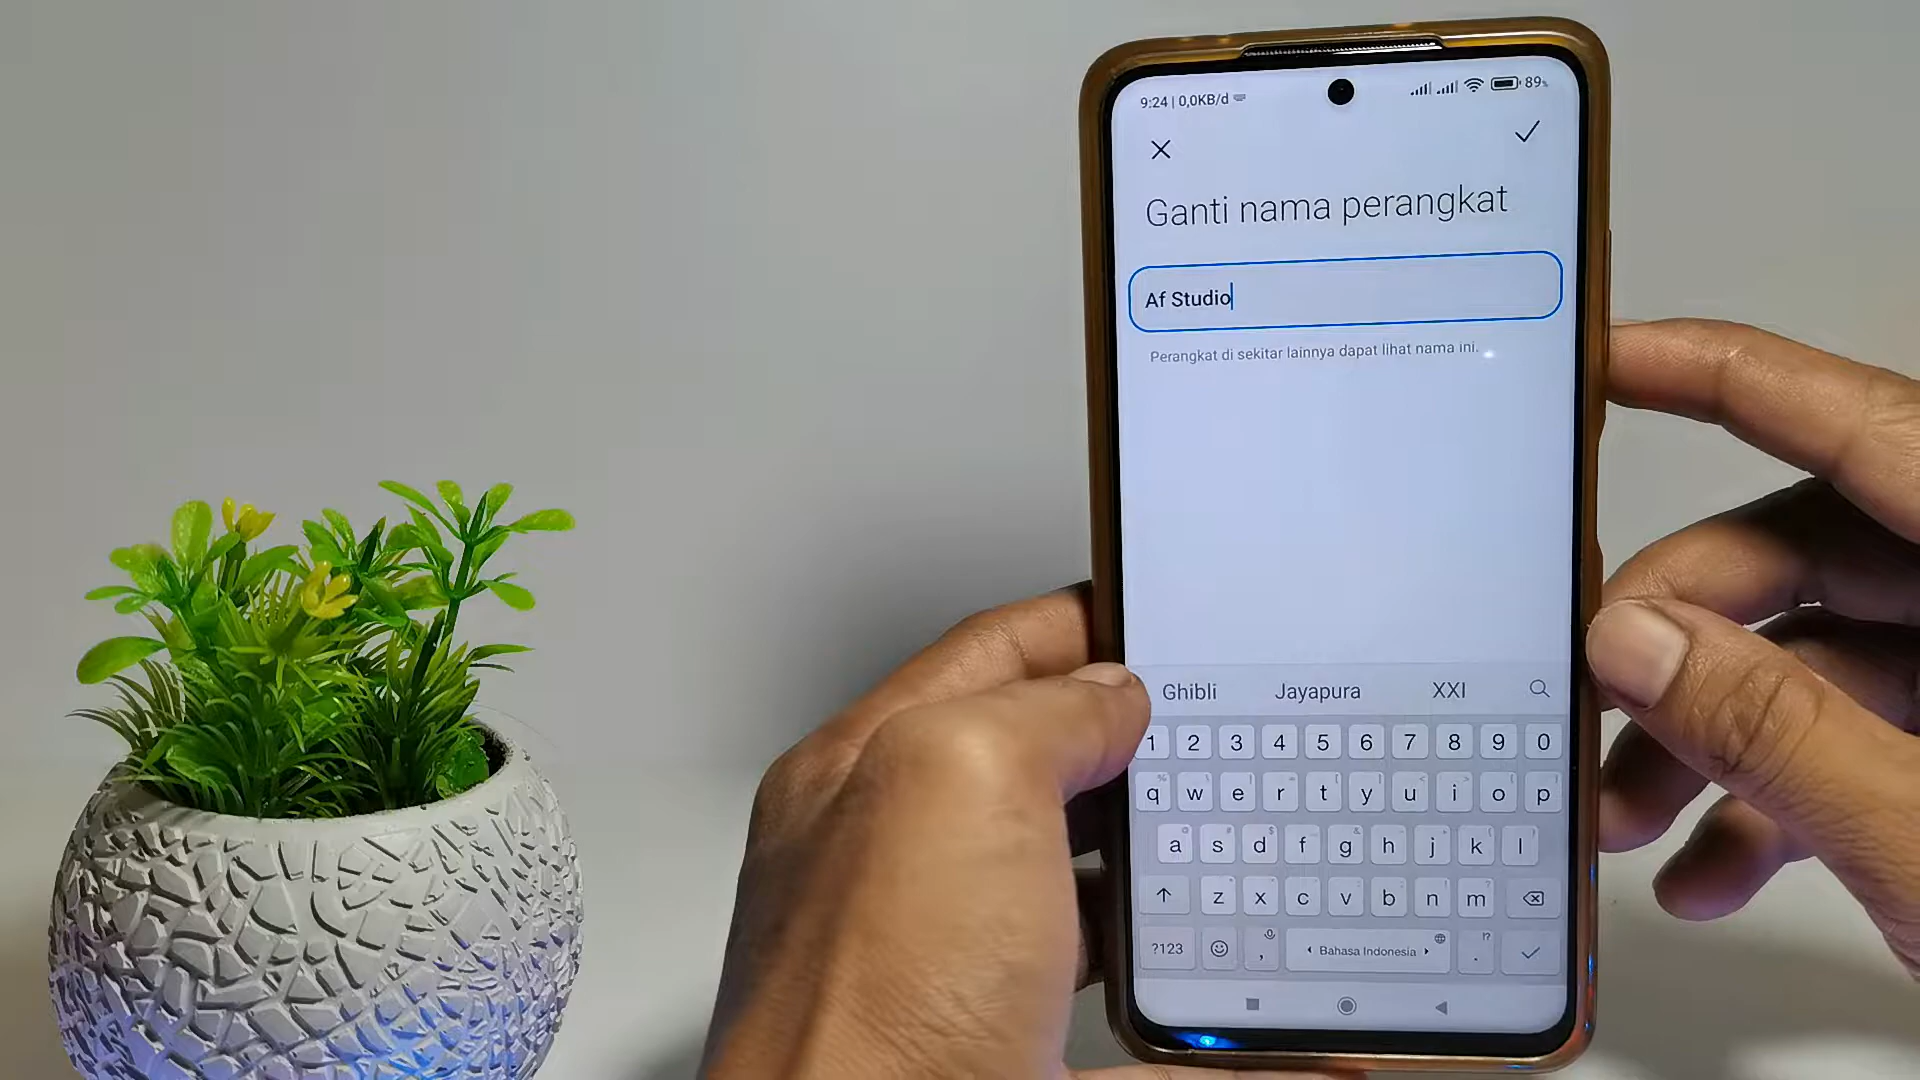 9:24 | 0,0KB/d
89%
Ganti nama perangkat
Af Studio
Perangkat di sekitar lainnya dapat lihat nama ini.
Ghibli Jayapura XXI
1 2 3 4 5 6 7 8 9 0
q w e r t y u i o p
a s d f g h j k l
z x c v b n m
?123 , Bahasa Indonesia .